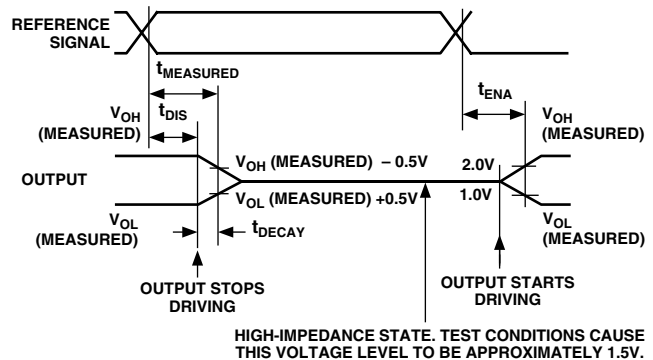 REFERENCE
SIGNAL
tMEASURED
tDIS
tENA
VOH
(MEASURED)
VOH
(MEASURED)
VOH (MEASURED) – 0.5V
2.0V
OUTPUT
VOL (MEASURED) +0.5V
1.0V
VOL
(MEASURED)
tDECAY
VOL
(MEASURED)
OUTPUT STOPS
DRIVING
OUTPUT STARTS
DRIVING
HIGH-IMPEDANCE STATE. TEST CONDITIONS CAUSE
THIS VOLTAGE LEVEL TO BE APPROXIMATELY 1.5V.